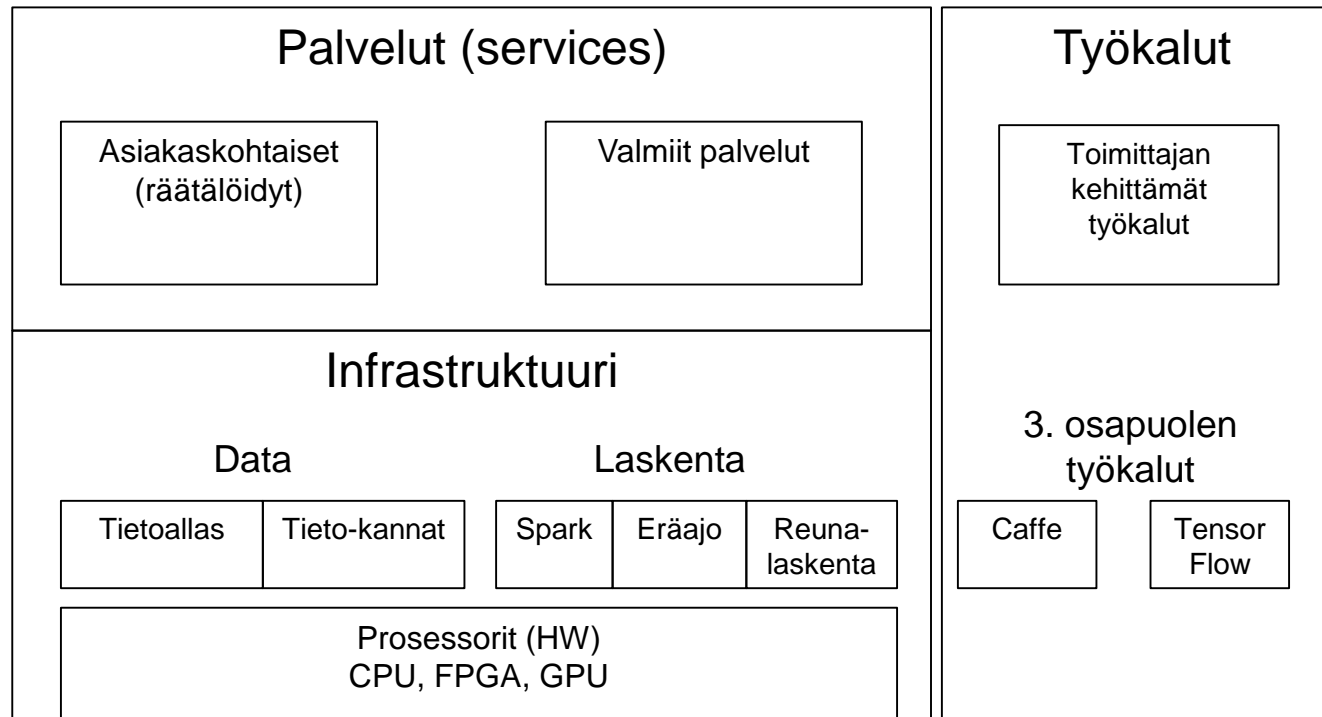 Palvelut (services)
Asiakaskohtaiset
(räätälöidyt)
Valmiit palvelut
Infrastruktuuri
Data
Laskenta
Tietoallas
Tieto-kannat
Spark
Eräajo
Reuna-
laskenta
Prosessorit (HW)
CPU, FPGA, GPU
Työkalut
Toimittajan
kehittämät
työkalut
3. osapuolen
työkalut
Caffe
Tensor
Flow